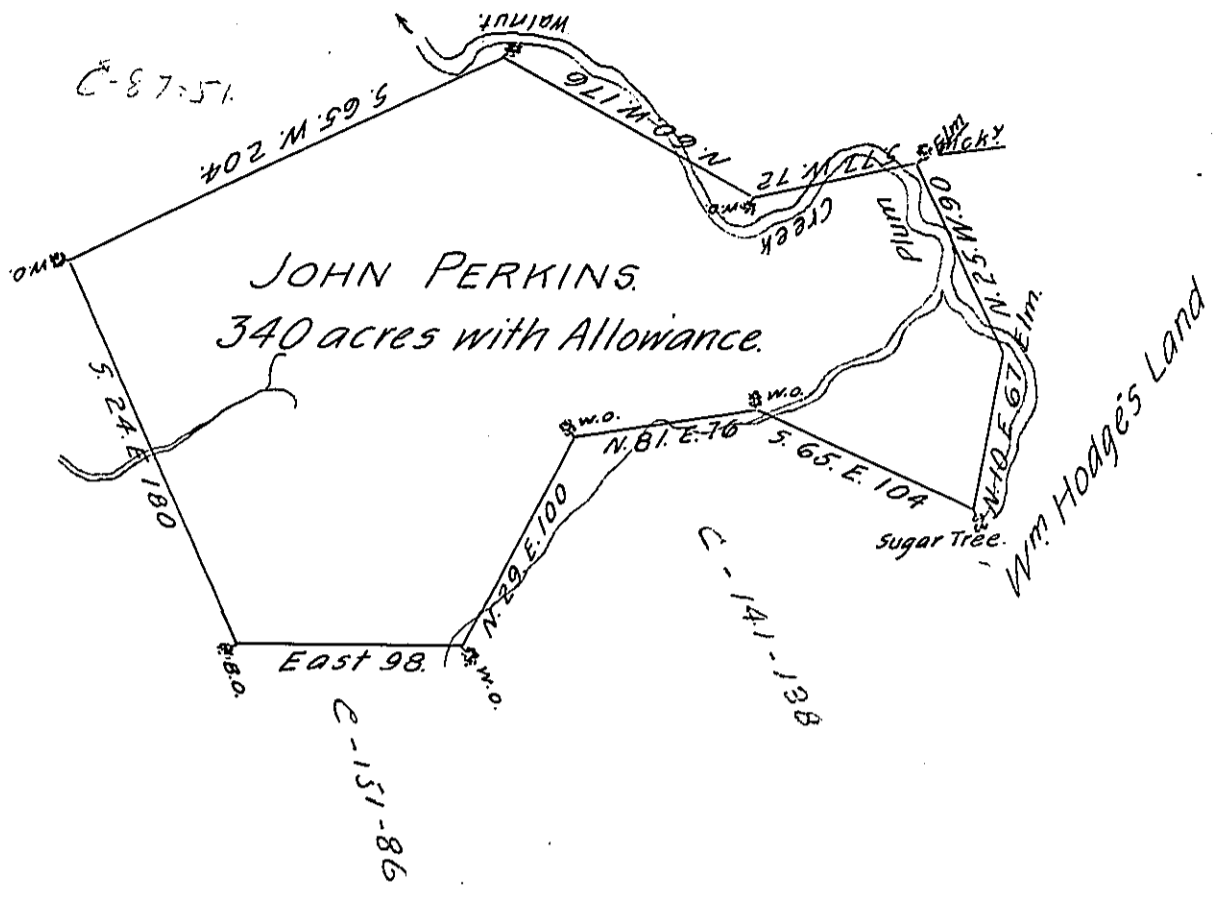 Walnut.
C-87-51.
S. 65. W. 204.
N. 60. W. 176
S. 77 W. 72
Elm
Hick.y
Plum
Creek
N. 25. W. 90
w.o.
w.o.
JOHN PERKINS.
340 acres with Allowance.
Elm.
N. 10 E. 67
Wm. Hodge's Land
S. 24. E. 180
w.o.
w.o.
N. 81. E. 76
S. 65. E. 104
Sugar Tree.
N. 29. E. 100
C-141-138
B.o.
East 98.
w.o.
C-151-86